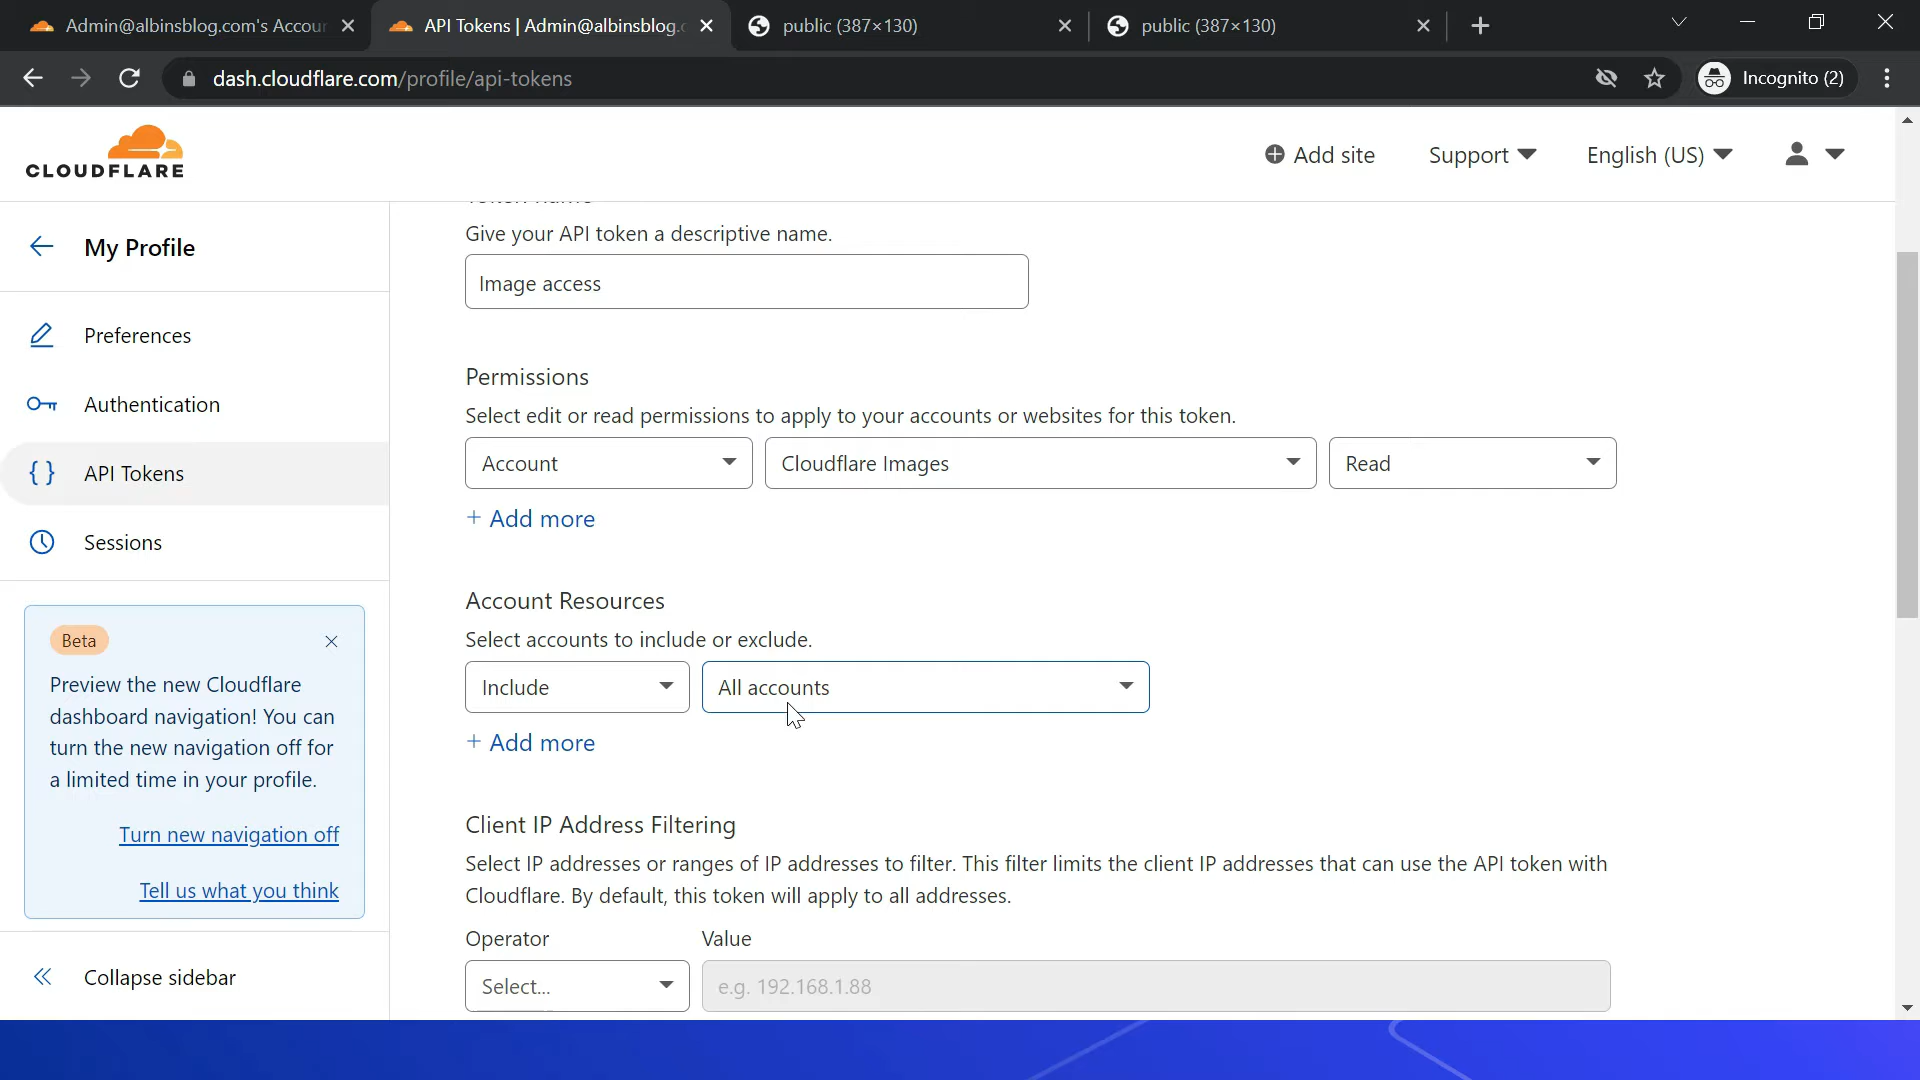 Admin@albinsblog.com's Accour
API Tokens | Admin@albinsblog.c
public (387×130)
public (387×130)
dash.cloudflare.com/profile/api-tokens
Incognito (2)
CLOUDFLARE
Add site
Support
English (US)
My Profile
Preferences
Authentication
{ } API Tokens
Sessions
Beta
Preview the new Cloudflare
dashboard navigation! You can
turn the new navigation off for
a limited time in your profile.
Turn new navigation off
Tell us what you think
Collapse sidebar
Give your API token a descriptive name.
Image access
Permissions
Select edit or read permissions to apply to your accounts or websites for this token.
Account
Cloudflare Images
Read
+ Add more
Account Resources
Select accounts to include or exclude.
Include
All accounts
+ Add more
Client IP Address Filtering
Select IP addresses or ranges of IP addresses to filter. This filter limits the client IP addresses that can use the API token with
Cloudflare. By default, this token will apply to all addresses.
Operator
Value
Select...
e.g. 192.168.1.88